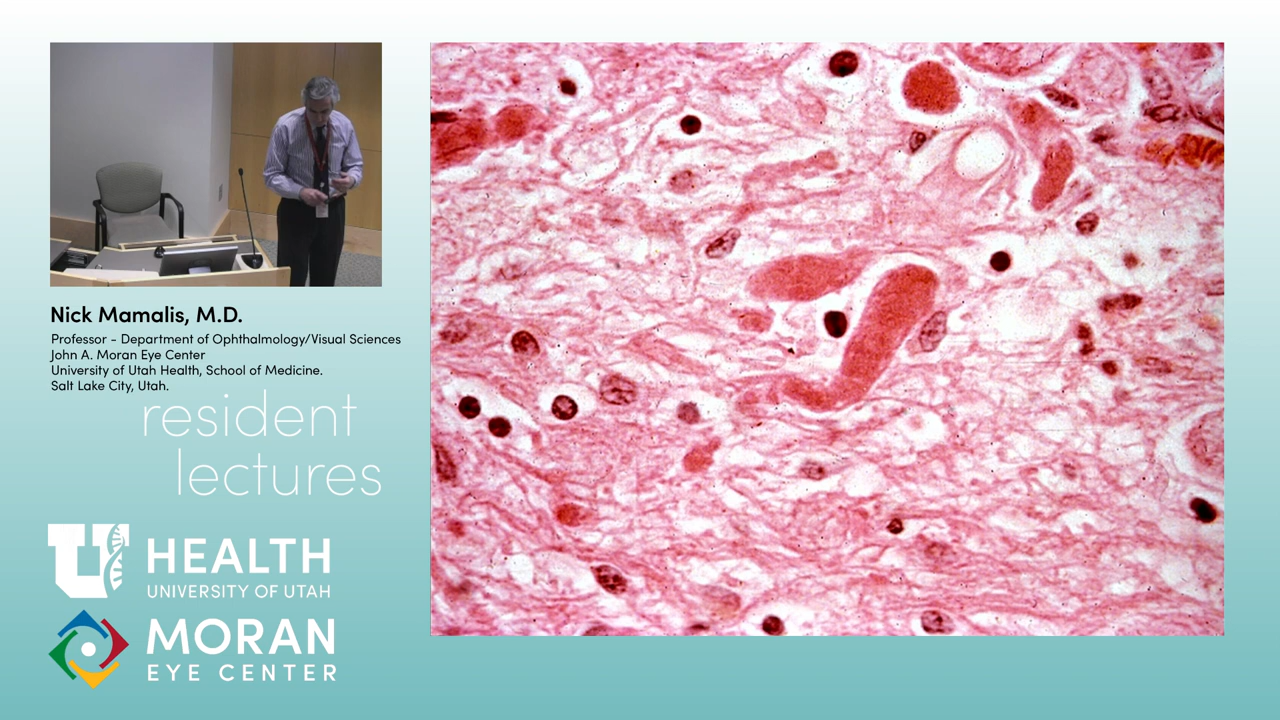 Nick Mamalis, M.D.
Professor - Department of Ophthalmology/Visual Sciences
John A. Moran Eye Center
University of Utah Health, School of Medicine.
Salt Lake City, Utah.
resident
lectures
U HEALTH
UNIVERSITY OF UTAH
MORAN
EYE CENTER